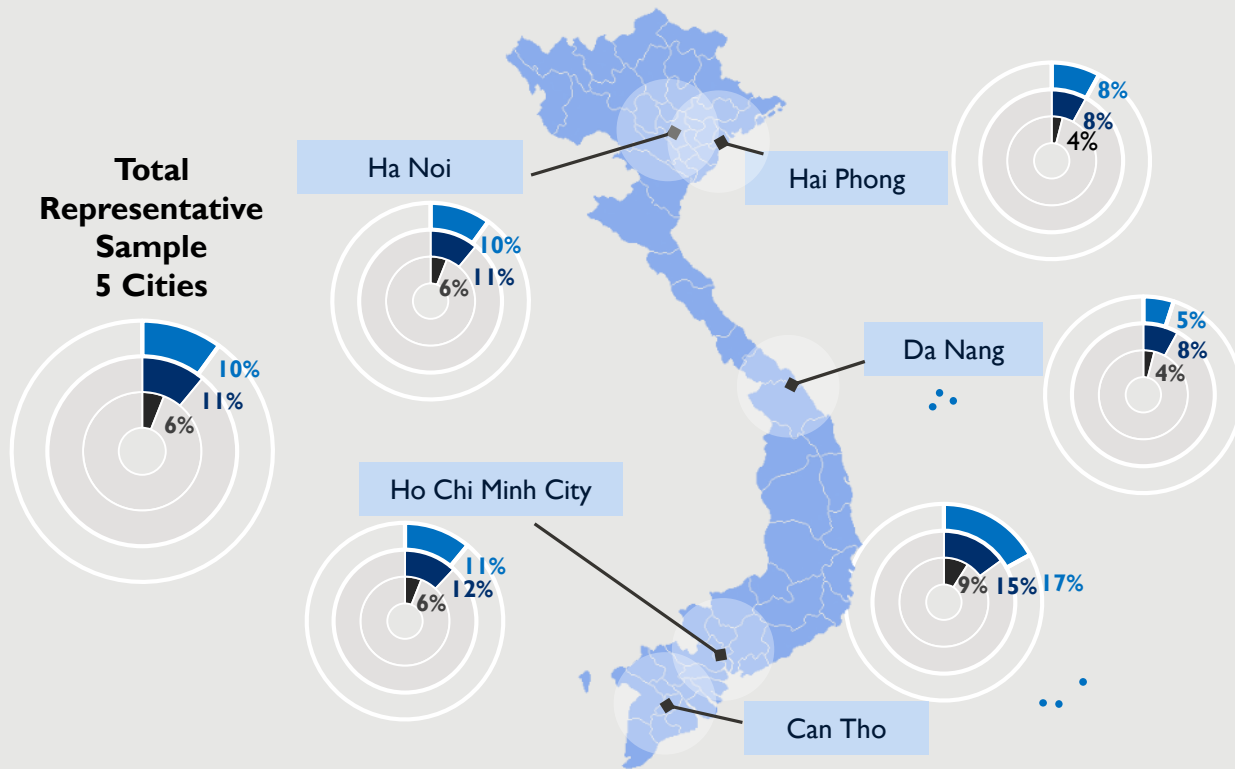 Total
Representative
Sample
5 Cities
10%
11%
6%
Ha Noi
10%
11%
6%
Hai Phong
8%
8%
4%
Da Nang
5%
8%
4%
Ho Chi Minh City
11%
12%
6%
Can Tho
17%
15%
9%